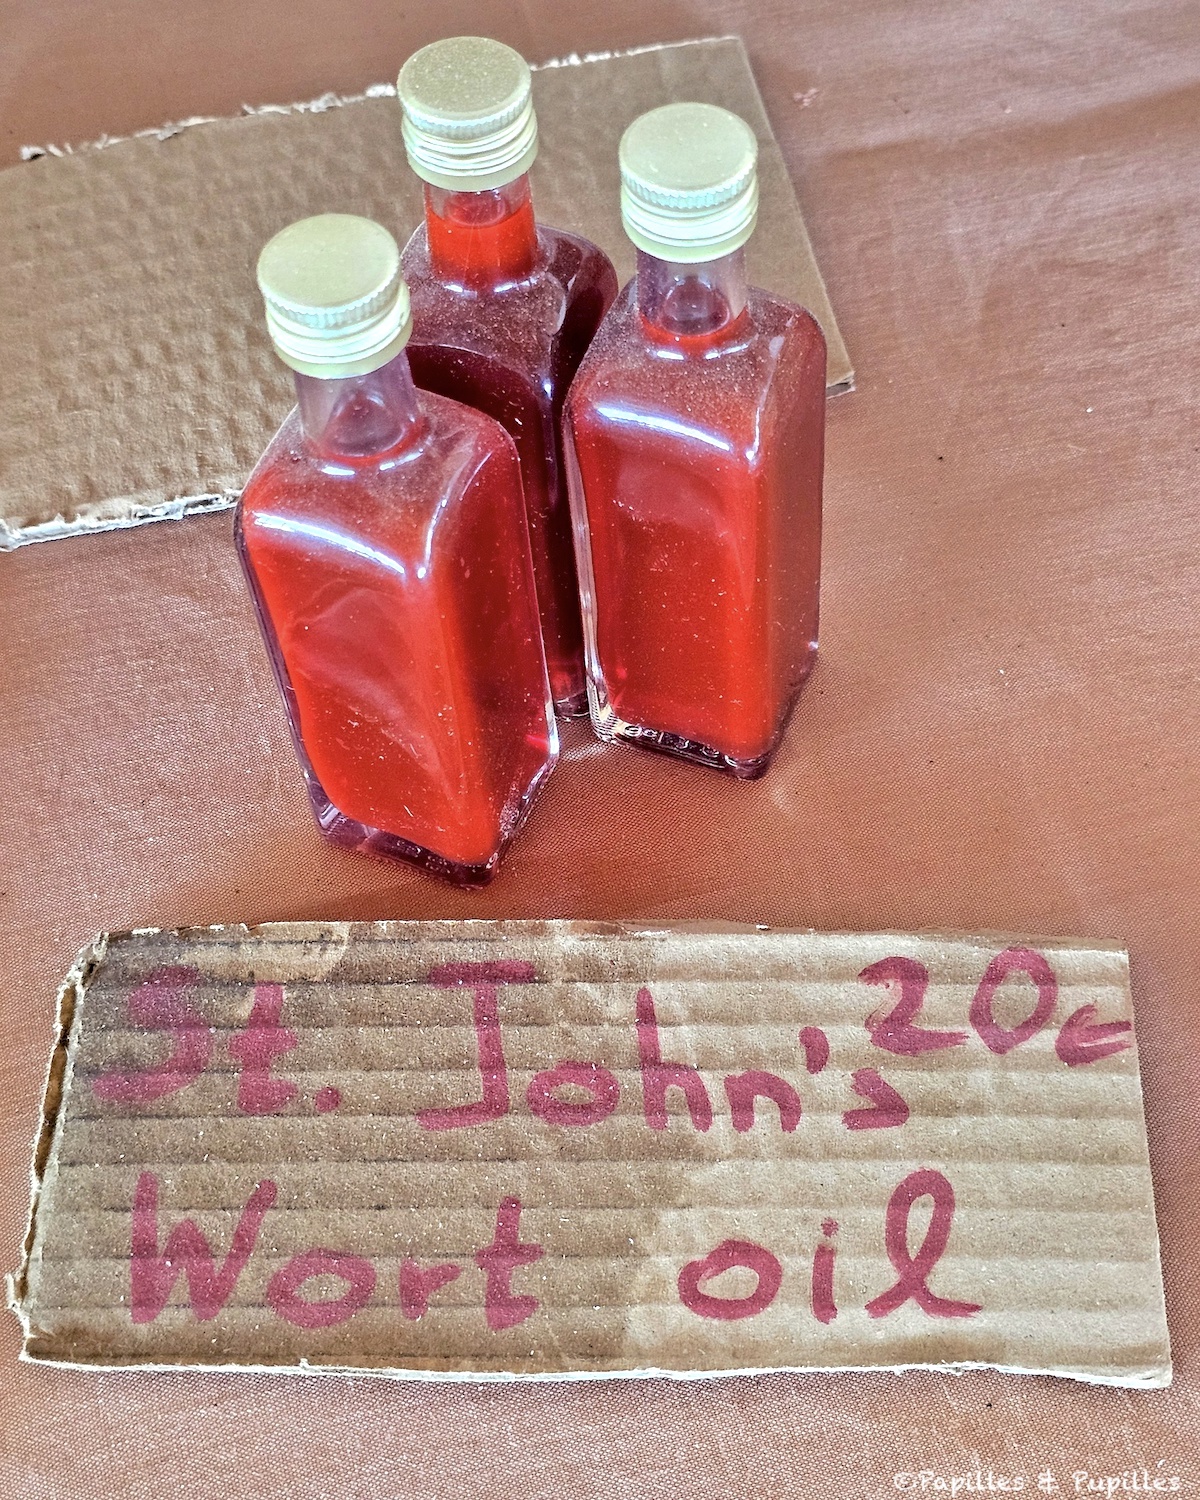 St. John's 20€
Wort oil
©Papilles & Pupilles